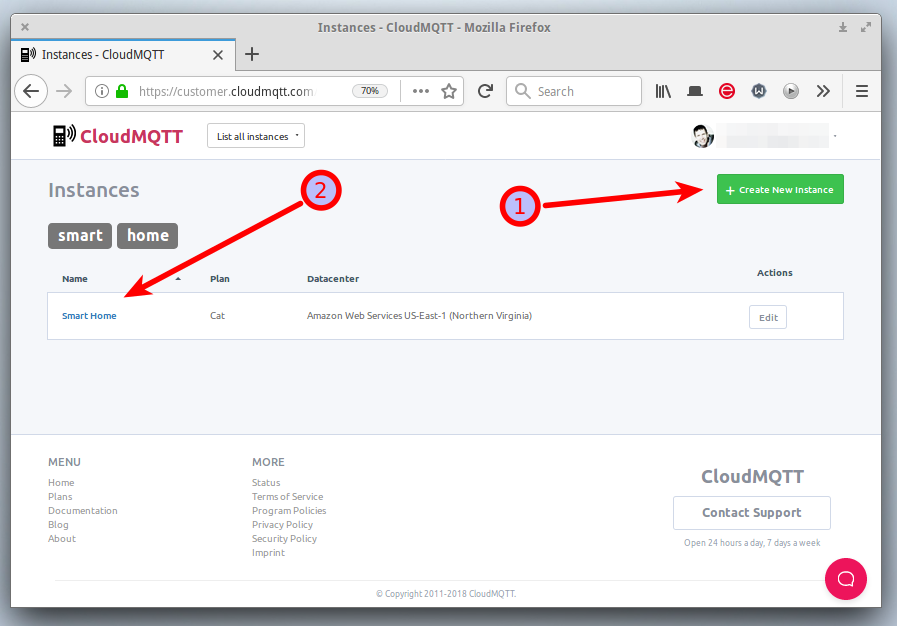 Instances - CloudMQTT - Mozilla Firefox
Instances - CloudMQTT
https://customer.cloudmqtt.com
70%
Search
CloudMQTT
List all instances
Instances
2
1
+ Create New Instance
smart home
Name Plan Datacenter Actions
Smart Home Cat Amazon Web Services US-East-1 (Northern Virginia) Edit
MENU
Home
Plans
Documentation
Blog
About
MORE
Status
Terms of Service
Program Policies
Privacy Policy
Security Policy
Imprint
CloudMQTT
Contact Support
Open 24 hours a day, 7 days a week
© Copyright 2011-2018 CloudMQTT.